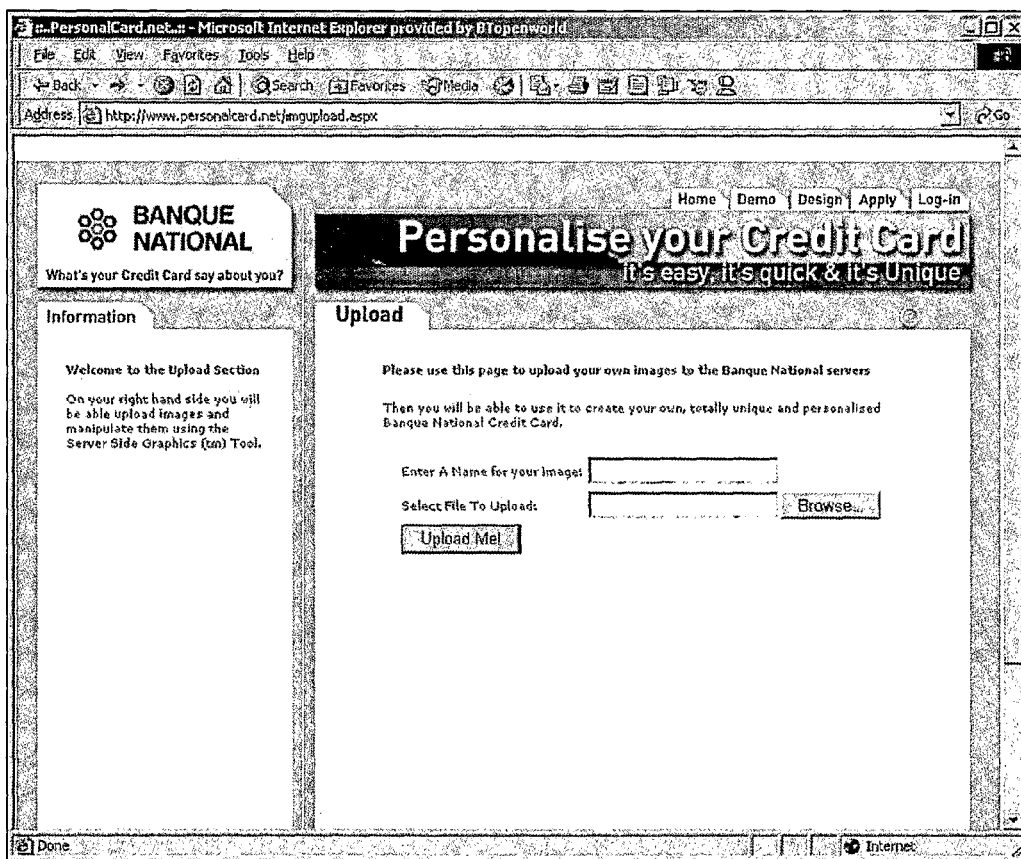 ::..PersonalCard.net..:: - Microsoft Internet Explorer provided by BTopenworld
File Edit View Favorites Tools Help
Back Search Favorites Media
Address http://www.personalcard.net/imgupload.aspx Go
Home Demo Design Apply Log-in
BANQUE
NATIONAL
What's your Credit Card say about you?
Personalise your Credit Card
it's easy, it's quick & it's Unique
Information
Welcome to the Upload Section
On your right hand side you will
be able upload images and
manipulate them using the
Server Side Graphics (tm) Tool.
Upload
Please use this page to upload your own images to the Banque National servers
Then you will be able to use it to create your own, totally unique and personalised
Banque National Credit Card.
Enter A Name for your image:
Select File To Upload:
Browse...
Upload Me!
Done
Internet